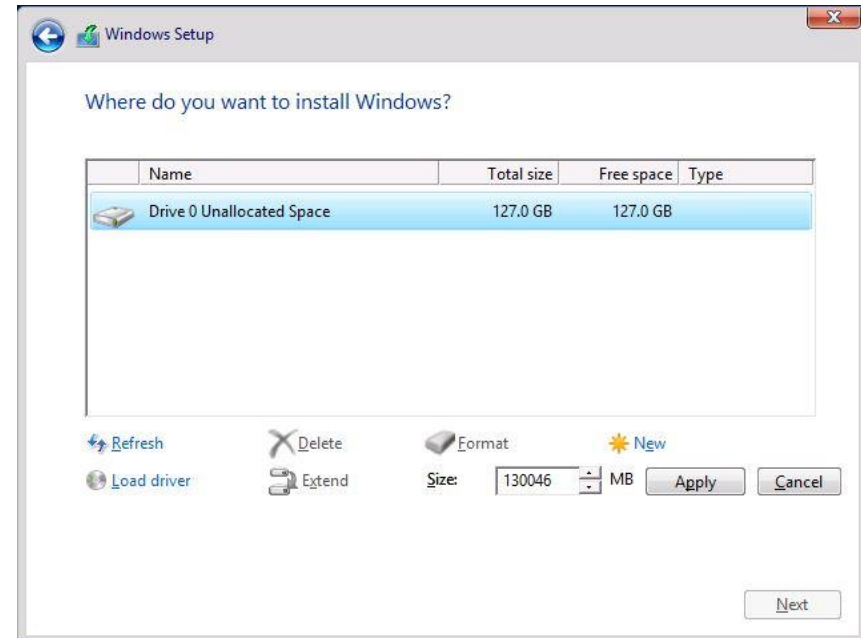 Windows Setup
Where do you want to install Windows?
Name Total size Free space Type
Drive 0 Unallocated Space 127.0 GB 127.0 GB
Refresh Delete Format New
Load driver Extend Size: 130046 MB Apply Cancel
Next